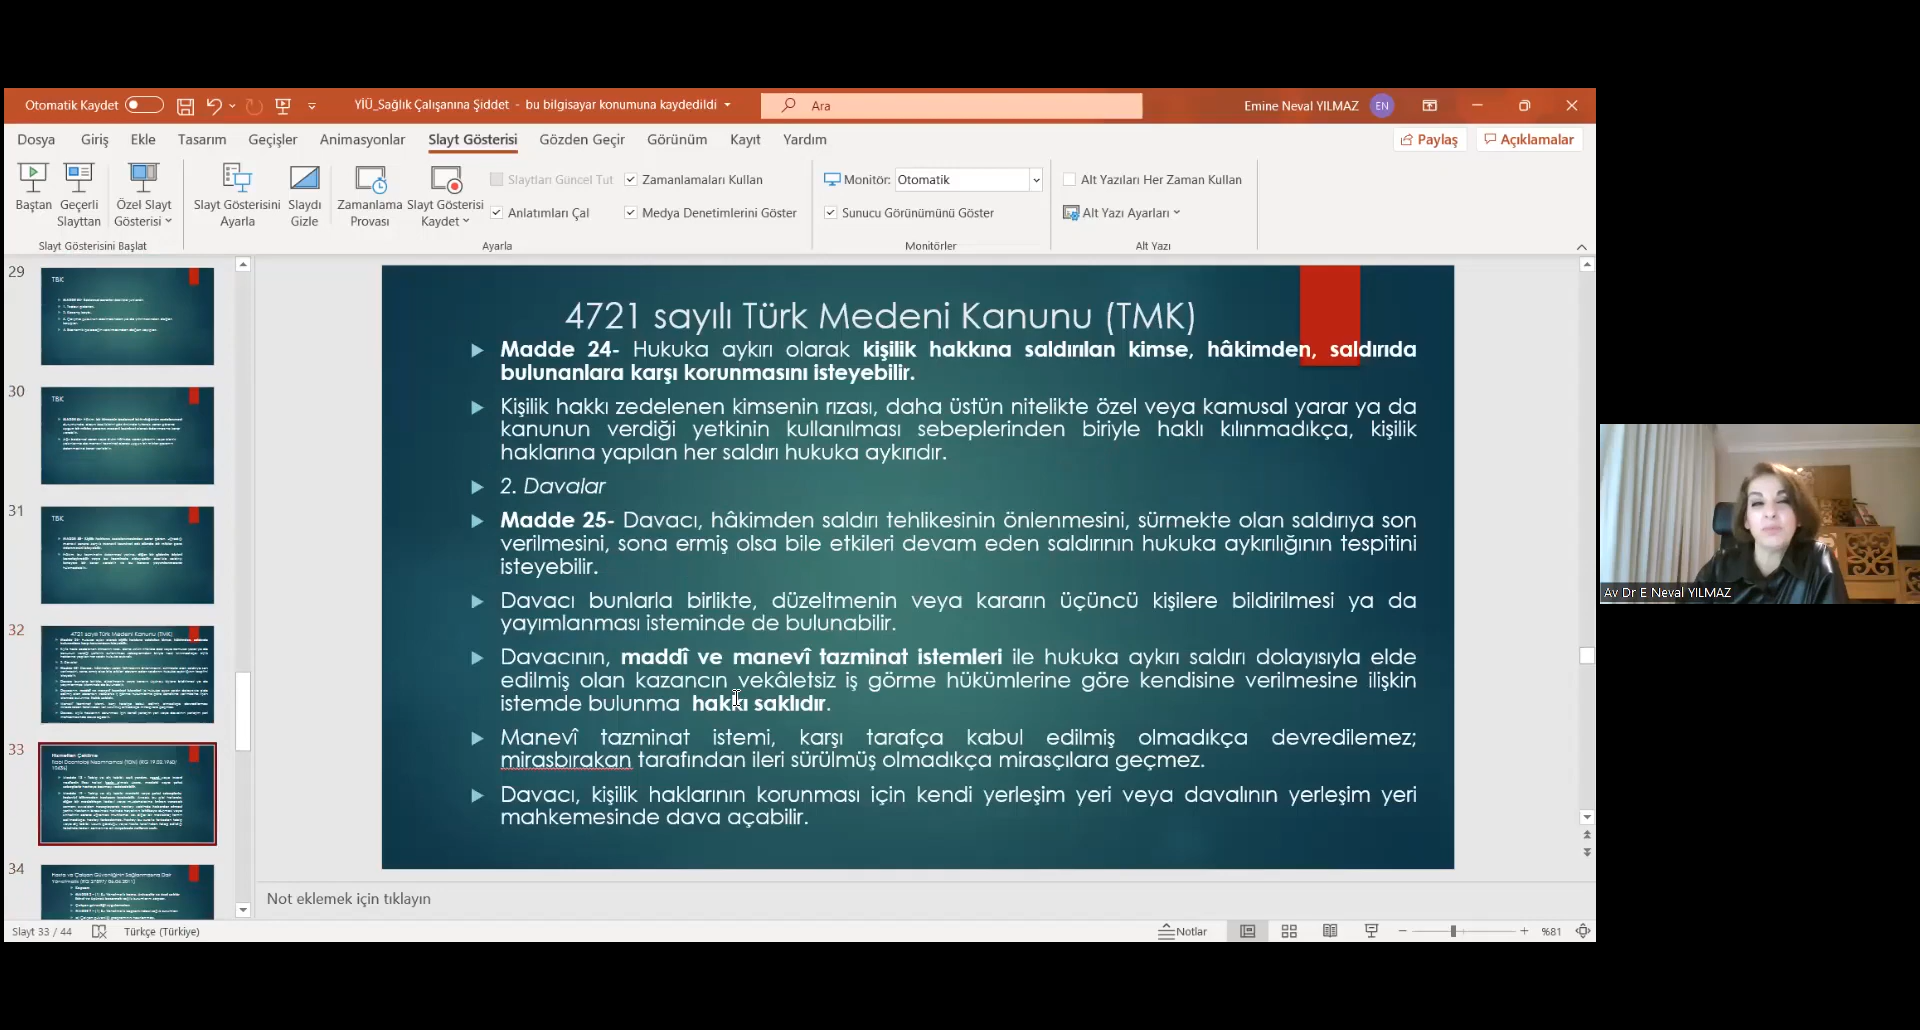 Otomatik Kaydet
YİÜ_Sağlık Çalışanına Şiddet - bu bilgisayar konumuna kaydedildi
Ara
Emine Neval YILMAZ
EN
Dosya Giriş Ekle Tasarım Geçişler Animasyonlar Slayt Gösterisi Gözden Geçir Görünüm Kayıt Yardım
Paylaş
Açıklamalar
Baştan
Geçerli Slayttan
Özel Slayt Gösterisi
Slayt Gösterisini Başlat
Slayt Gösterisini Ayarla
Slaydı Gizle
Zamanlama Provası
Slayt Gösterisi Kaydet
Slaytları Güncel Tut
Anlatımları Çal
Zamanlamaları Kullan
Medya Denetimlerini Göster
Ayarla
Monitör: Otomatik
Sunucu Görünümünü Göster
Monitörler
Alt Yazıları Her Zaman Kullan
Alt Yazı Ayarları
Alt Yazı
29
TBK
30
TBK
31
TBK
32
4721 sayılı Türk Medeni Kanunu (TMK)
33
34
4721 sayılı Türk Medeni Kanunu (TMK)
Madde 24- Hukuka aykırı olarak kişilik hakkına saldırılan kimse, hâkimden, saldırıda
bulunanlara karşı korunmasını isteyebilir.
Kişilik hakkı zedelenen kimsenin rızası, daha üstün nitelikte özel veya kamusal yarar ya da
kanunun verdiği yetkinin kullanılması sebeplerinden biriyle haklı kılınmadıkça, kişilik
haklarına yapılan her saldırı hukuka aykırıdır.
2. Davalar
Madde 25- Davacı, hâkimden saldırı tehlikesinin önlenmesini, sürmekte olan saldırıya son
verilmesini, sona ermiş olsa bile etkileri devam eden saldırının hukuka aykırılığının tespitini
isteyebilir.
Davacı bunlarla birlikte, düzeltmenin veya kararın üçüncü kişilere bildirilmesi ya da
yayımlanması isteminde de bulunabilir.
Davacının, maddî ve manevî tazminat istemleri ile hukuka aykırı saldırı dolayısıyla elde
edilmiş olan kazancın vekâletsiz iş görme hükümlerine göre kendisine verilmesine ilişkin
istemde bulunma hakkı saklıdır.
Manevî tazminat istemi, karşı tarafça kabul edilmiş olmadıkça devredilemez;
mirasbırakan tarafından ileri sürülmüş olmadıkça mirasçılara geçmez.
Davacı, kişilik haklarının korunması için kendi yerleşim yeri veya davalının yerleşim yeri
mahkemesinde dava açabilir.
Av Dr E Neval YILMAZ
Not eklemek için tıklayın
Slayt 33 / 44
Türkçe (Türkiye)
Notlar
%81